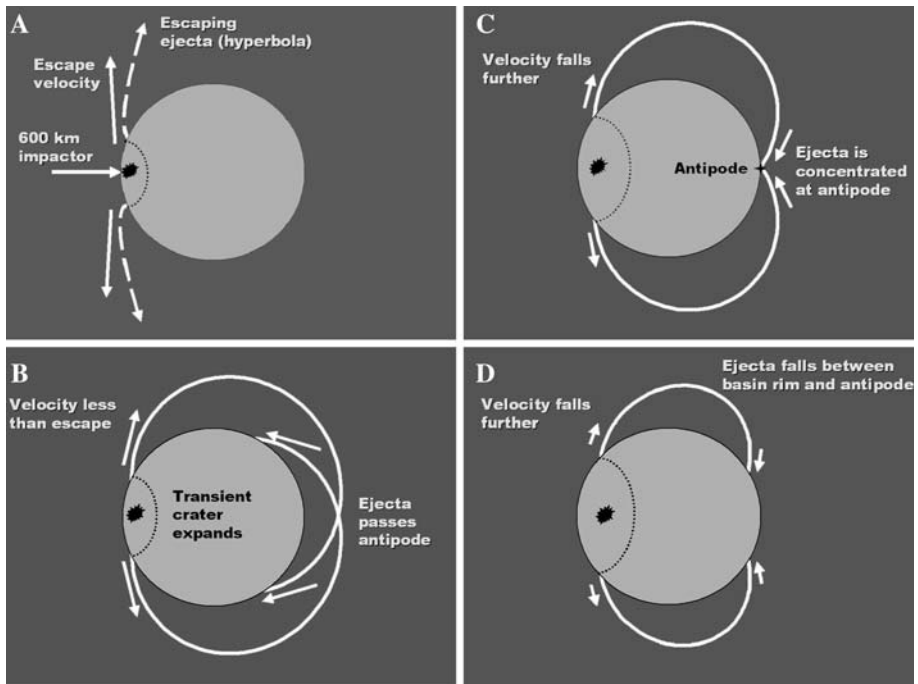 A
Escaping
ejecta (hyperbola)
Escape
velocity
600 km
impactor
C
Velocity falls
further
Antipode
Ejecta is
concentrated
at antipode
B
Velocity less
than escape
Transient
crater
expands
Ejecta
passes
antipode
D
Ejecta falls between
basin rim and antipode
Velocity falls
further